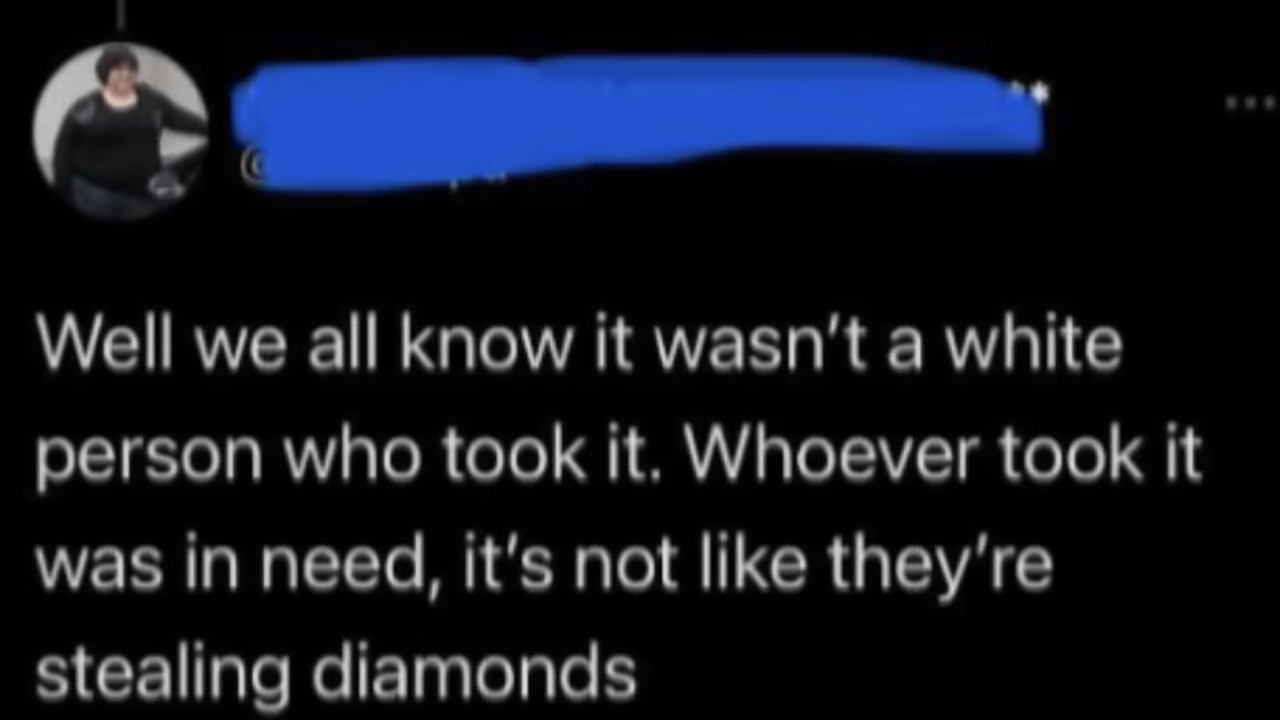 Well we all know it wasn't a white
person who took it. Whoever took it
was in need, it's not like they're
stealing diamonds